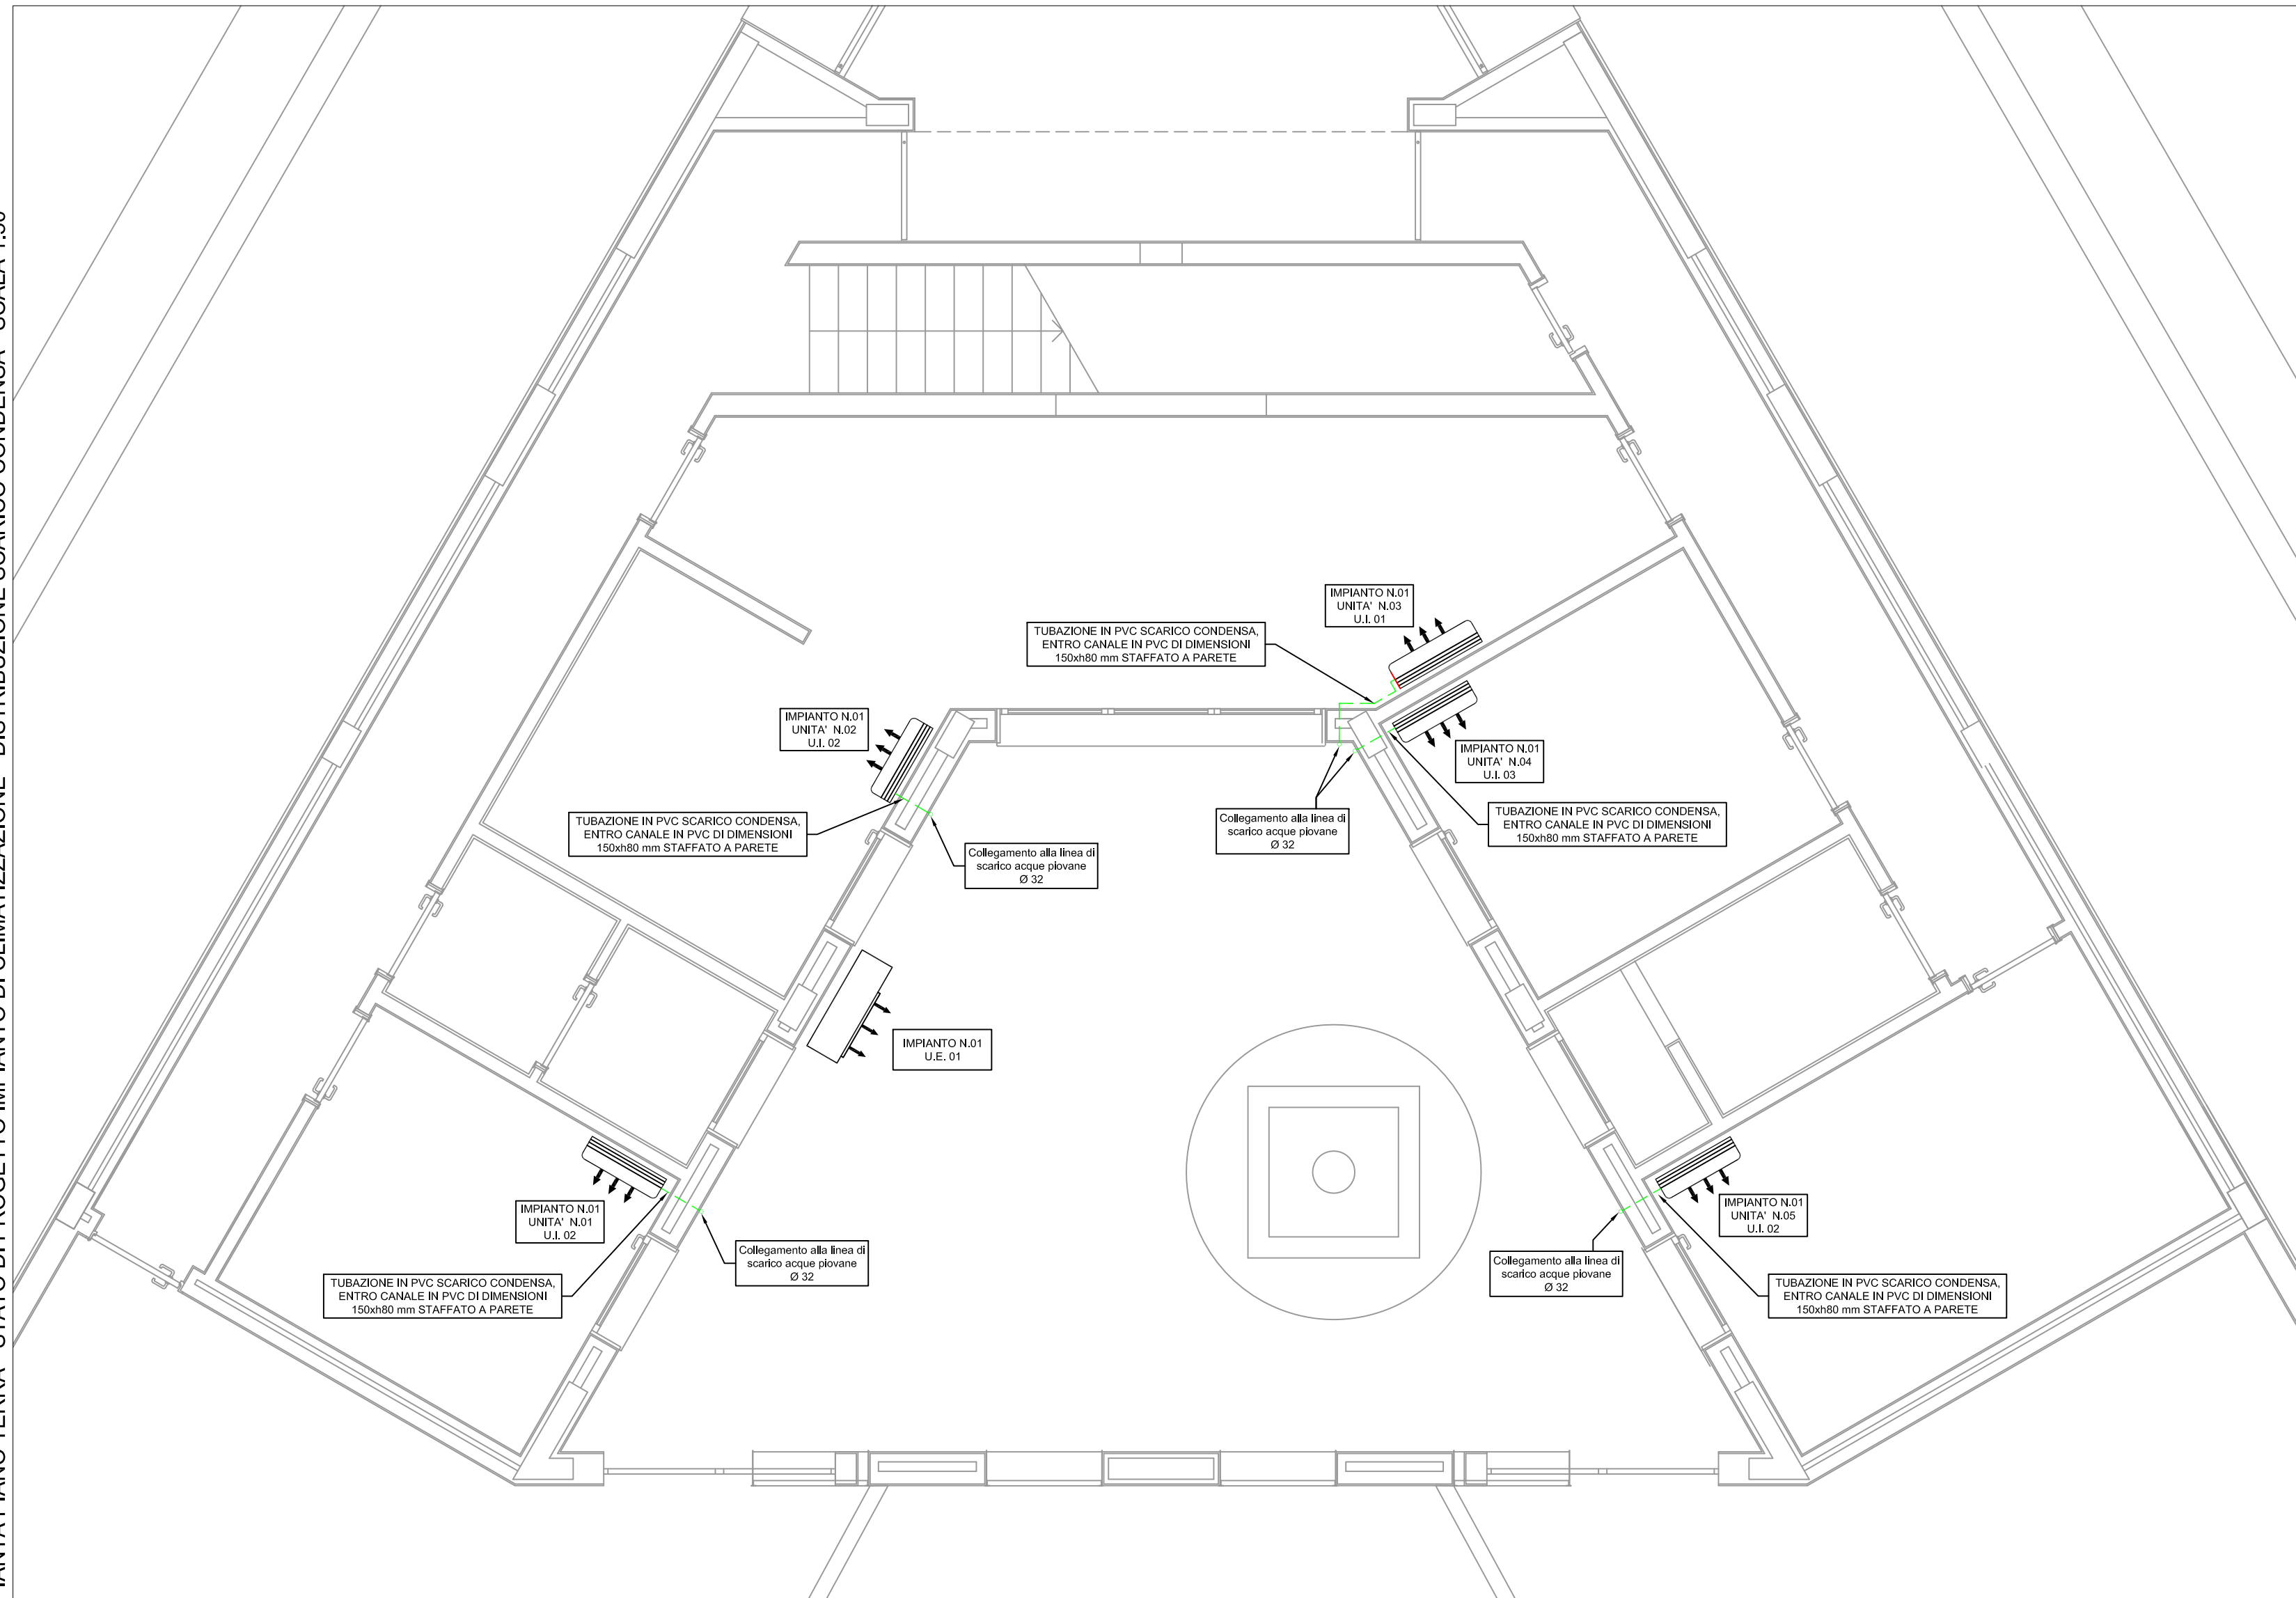 IMPIANTO N.01
UNITA' N.03
U.I. 01
TUBAZIONE IN PVC SCARICO CONDENSA,
ENTRO CANALE IN PVC DI DIMENSIONI
150xh80 mm STAFFATO A PARETE
IMPIANTO N.01
UNITA' N.02
U.I. 02
IMPIANTO N.01
UNITA' N.04
U.I. 03
TUBAZIONE IN PVC SCARICO CONDENSA,
ENTRO CANALE IN PVC DI DIMENSIONI
150xh80 mm STAFFATO A PARETE
Collegamento alla linea di
scarico acque piovane
Ø 32
TUBAZIONE IN PVC SCARICO CONDENSA,
ENTRO CANALE IN PVC DI DIMENSIONI
150xh80 mm STAFFATO A PARETE
Collegamento alla linea di
scarico acque piovane
Ø 32
IMPIANTO N.01
U.E. 01
IMPIANTO N.01
UNITA' N.01
U.I. 02
IMPIANTO N.01
UNITA' N.05
U.I. 02
Collegamento alla linea di
scarico acque piovane
Ø 32
Collegamento alla linea di
scarico acque piovane
Ø 32
TUBAZIONE IN PVC SCARICO CONDENSA,
ENTRO CANALE IN PVC DI DIMENSIONI
150xh80 mm STAFFATO A PARETE
TUBAZIONE IN PVC SCARICO CONDENSA,
ENTRO CANALE IN PVC DI DIMENSIONI
150xh80 mm STAFFATO A PARETE